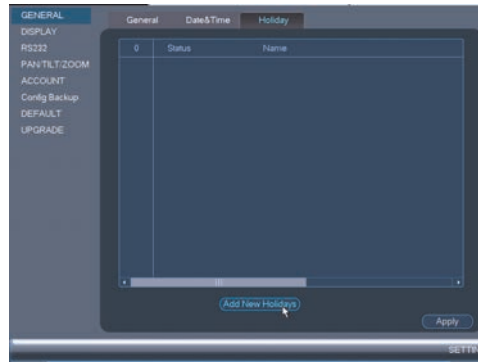 GENERAL
DISPLAY
RS232
PAN/TILT/ZOOM
ACCOUNT
Config Backup
DEFAULT
UPGRADE
General Date&Time Holiday
0 Status Name
Add New Holidays
Apply
SETTIN